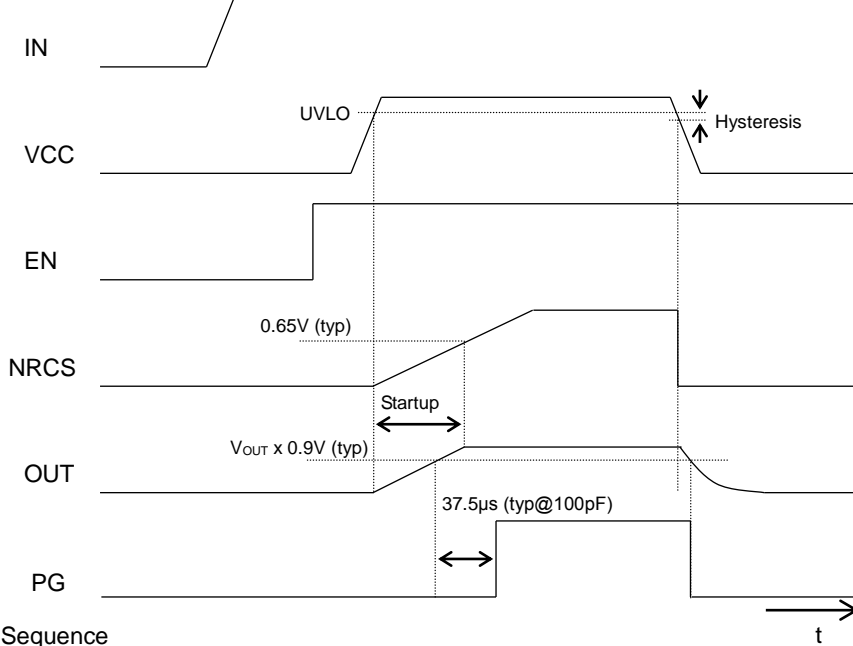 IN
UVLO
Hysteresis
VCC
EN
0.65V (typ)
NRCS
Startup
VOUT x 0.9V (typ)
OUT
37.5µs (typ@100pF)
PG
Sequence
t